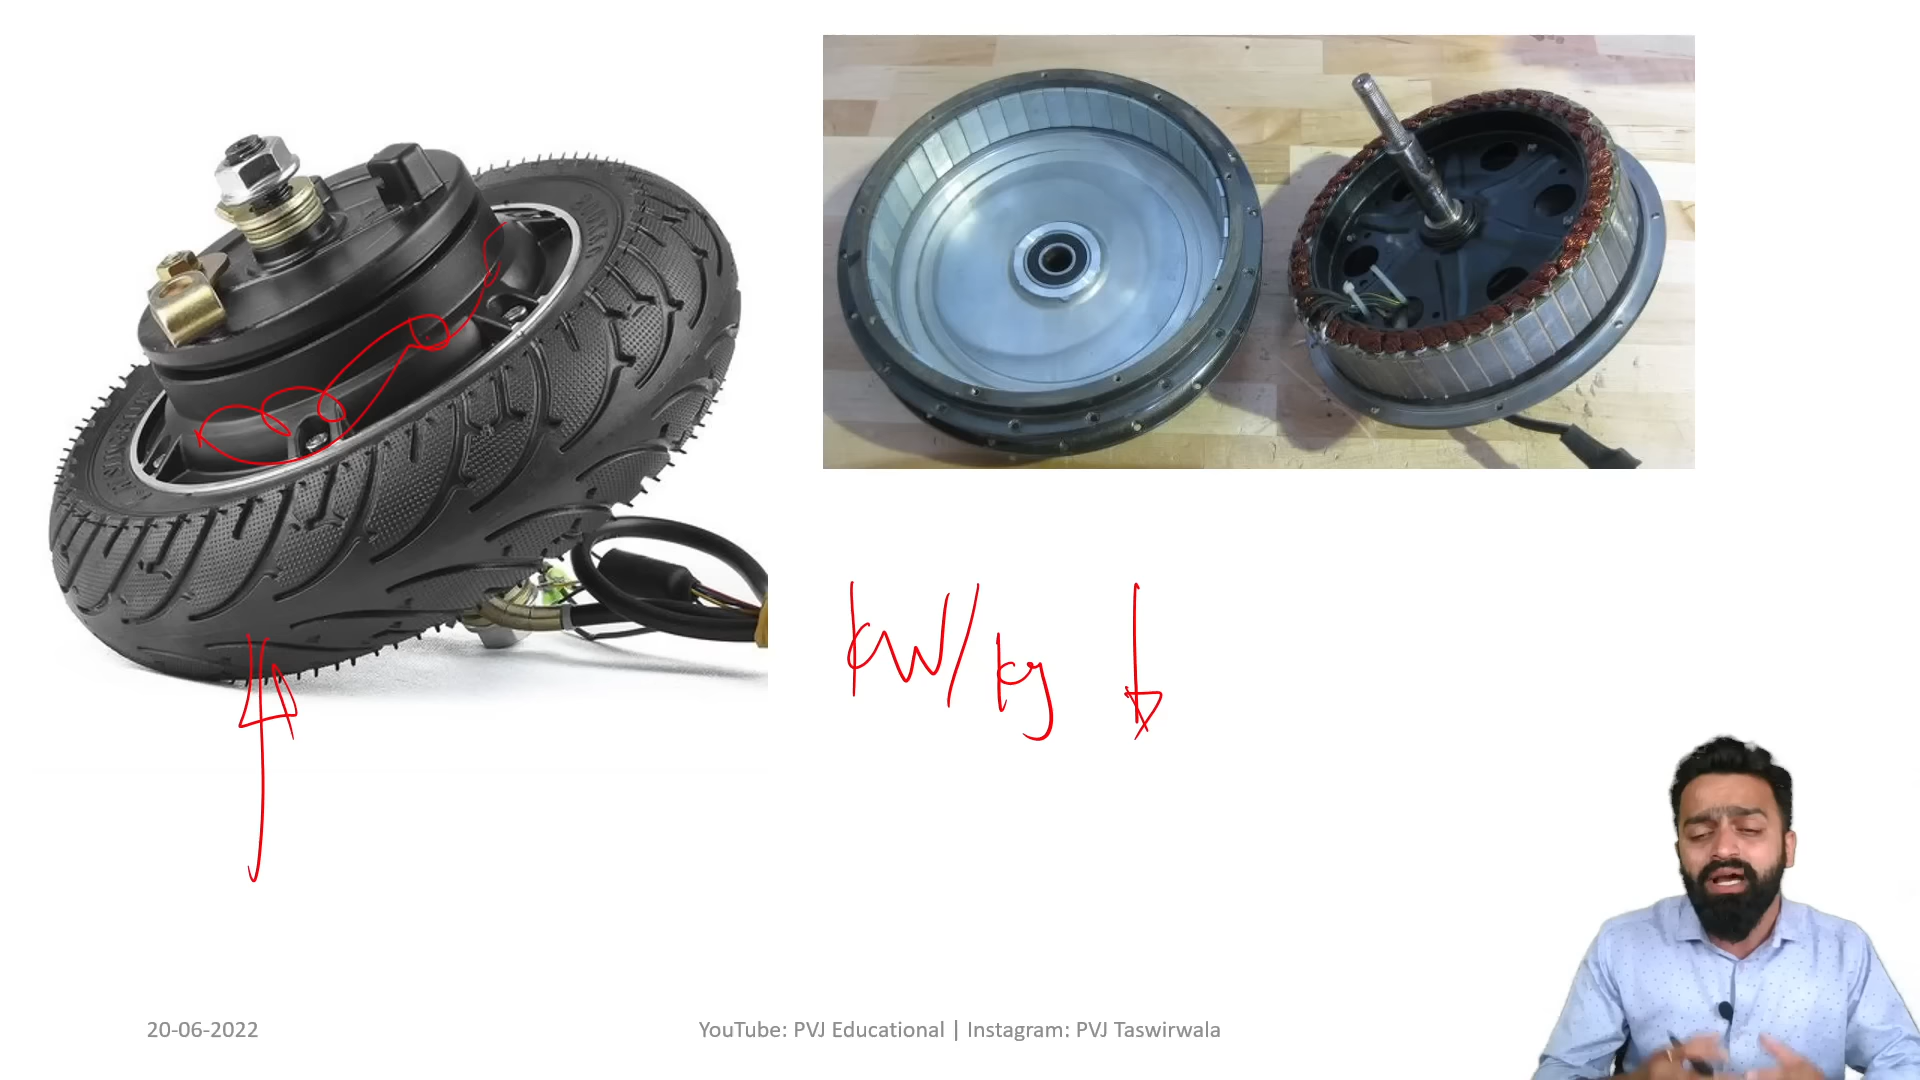 kW/kg ↓
20-06-2022
YouTube: PVJ Educational | Instagram: PVJ Taswirwala